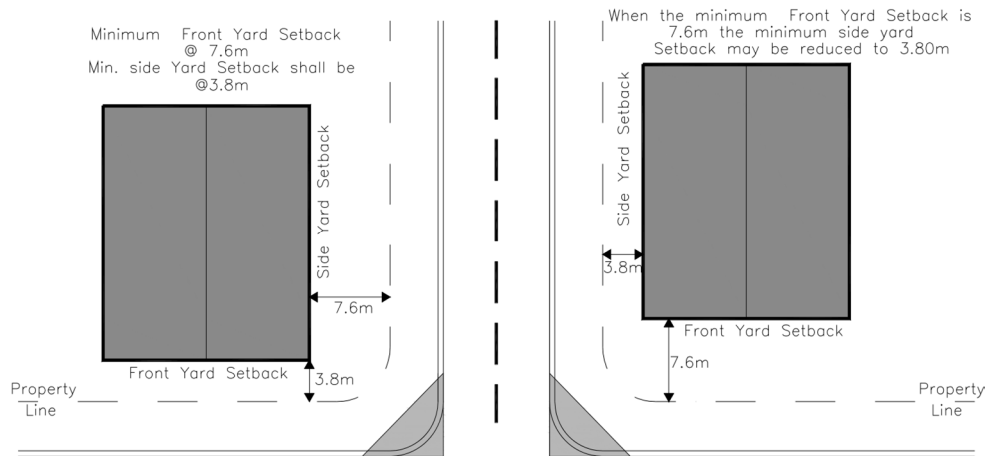 Minimum Front Yard Setback
@ 7.6m
Min. side Yard Setback shall be
@3.8m
Side Yard Setback
7.6m
Front Yard Setback
3.8m
Property
Line
When the minimum Front Yard Setback is
7.6m the minimum side yard
Setback may be reduced to 3.80m
Side Yard Setback
3.8m
Front Yard Setback
7.6m
Property
Line